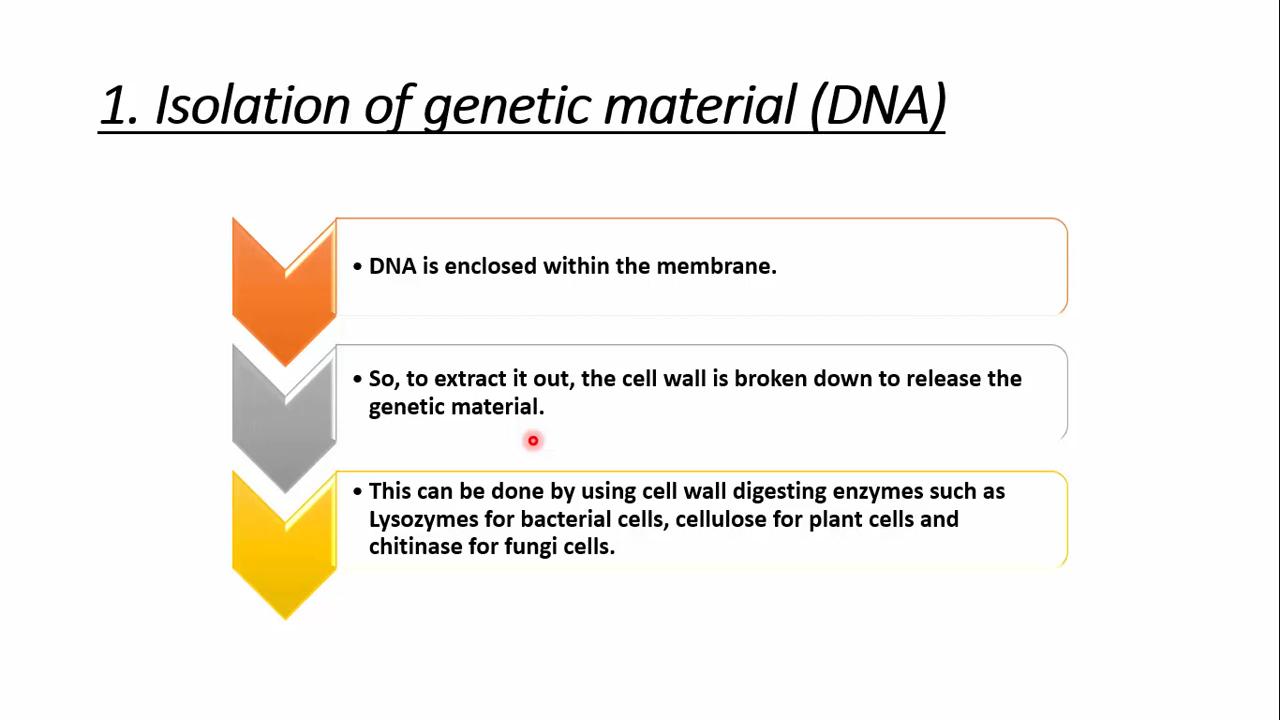 1. Isolation of genetic material (DNA)
• DNA is enclosed within the membrane.
• So, to extract it out, the cell wall is broken down to release the
genetic material.
• This can be done by using cell wall digesting enzymes such as
Lysozymes for bacterial cells, cellulose for plant cells and
chitinase for fungi cells.